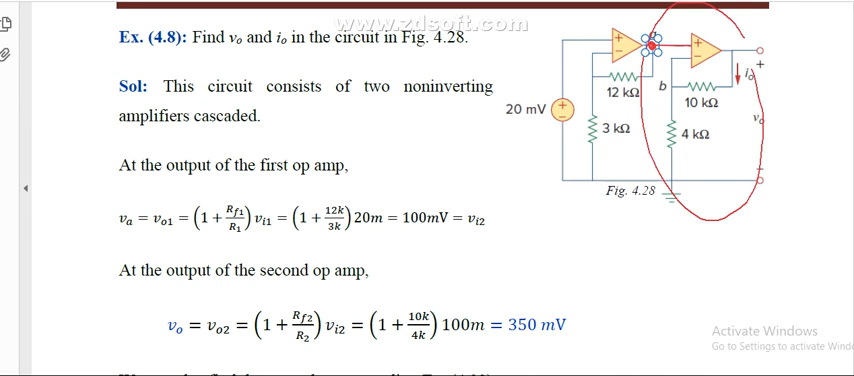 www.zdsoft.com
Ex. (4.8): Find vₒ and iₒ in the circuit in Fig. 4.28.
Sol: This circuit consists of two noninverting
amplifiers cascaded.
At the output of the first op amp,
vₐ = vₒ₁ = (1 + R_f1/R₁) vᵢ₁ = (1 + 12k/3k) 20m = 100mV = vᵢ₂
At the output of the second op amp,
vₒ = vₒ₂ = (1 + R_f2/R₂) vᵢ₂ = (1 + 10k/4k) 100m = 350 mV
+
−
+
−
12 kΩ
b
10 kΩ
iₒ
+
20 mV
+
−
3 kΩ
4 kΩ
vₒ
Fig. 4.28
Activate Windows
Go to Settings to activate Winde